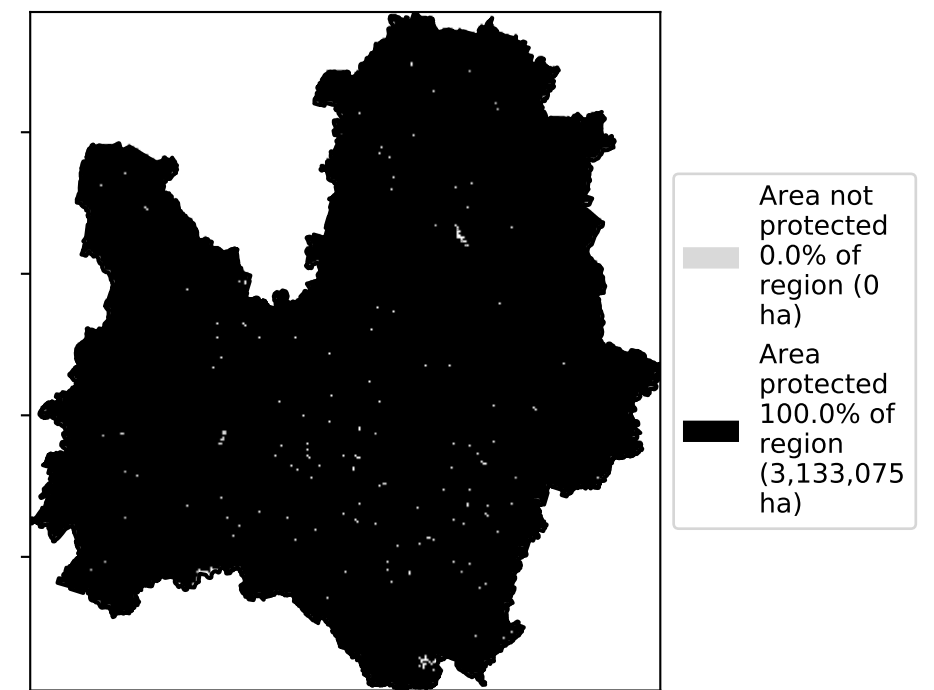 Area not
protected
0.0% of
region (0
ha)
Area
protected
100.0% of
region
(3,133,075
ha)